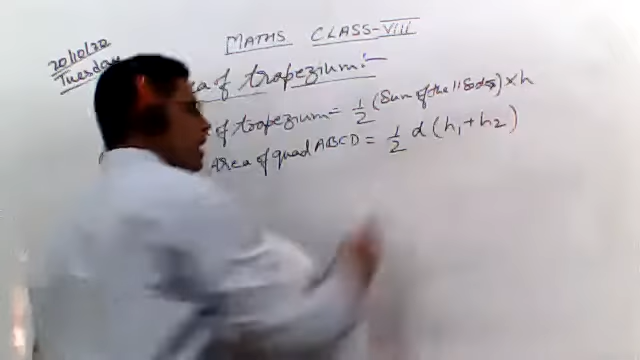 MATHS CLASS-VIII
20/10/20
Tuesday
of trapezium:-
of trapezium = 1/2 (Sum of the 11 Sides) × h
Area of quad ABCD = 1/2 d (h1 + h2)